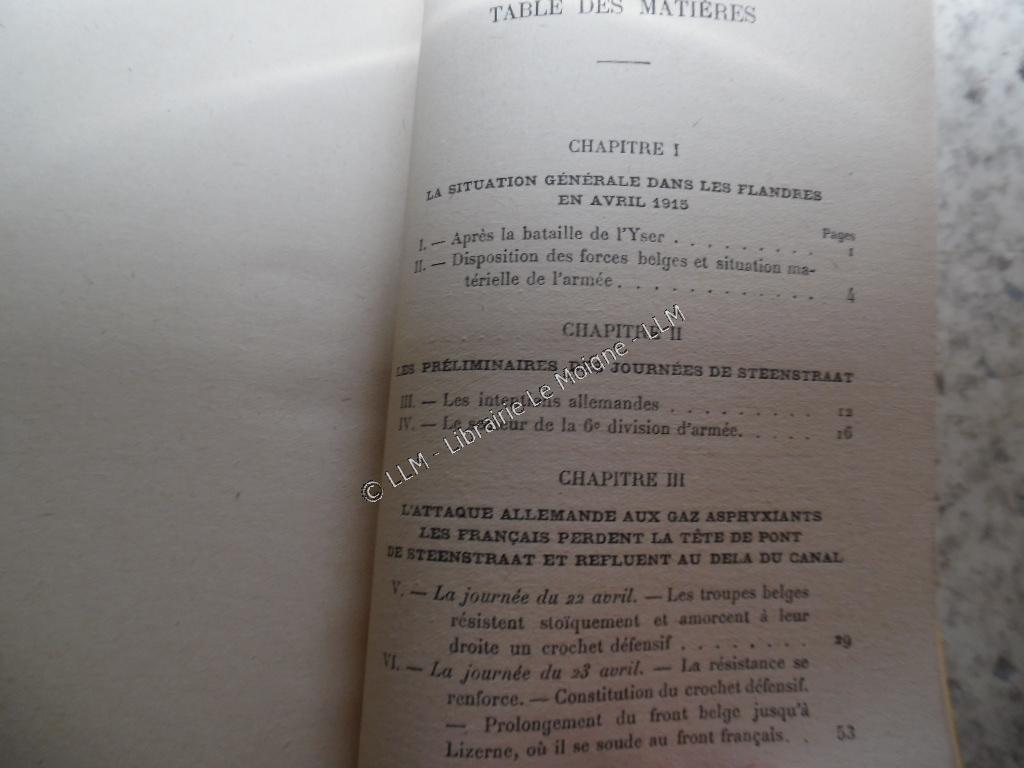 TABLE DES MATIÈRES
CHAPITRE I
LA SITUATION GÉNÉRALE DANS LES FLANDRES
EN AVRIL 1915
Pages
I. — Après la bataille de l'Yser . . . . . . . . 1
II. — Disposition des forces belges et situation ma-
térielle de l'armée. . . . . . . . . . . . 4
CHAPITRE II
LES PRÉLIMINAIRES DES JOURNÉES DE STEENSTRAAT
III. — Les intentions allemandes . . . . . . . . 12
IV. — Le secteur de la 6e division d'armée. . . . . 16
CHAPITRE III
L'ATTAQUE ALLEMANDE AUX GAZ ASPHYXIANTS
LES FRANÇAIS PERDENT LA TÊTE DE PONT
DE STEENSTRAAT ET REFLUENT AU DELA DU CANAL
V. — La journée du 22 avril. — Les troupes belges
résistent stoïquement et amorcent à leur
droite un crochet défensif . . . . . . . . 29
VI. — La journée du 23 avril. — La résistance se
renforce. — Constitution du crochet défensif.
— Prolongement du front belge jusqu'à
Lizerne, où il se soude au front français. . 53
© LLM - Librairie Le Moigne - LLM